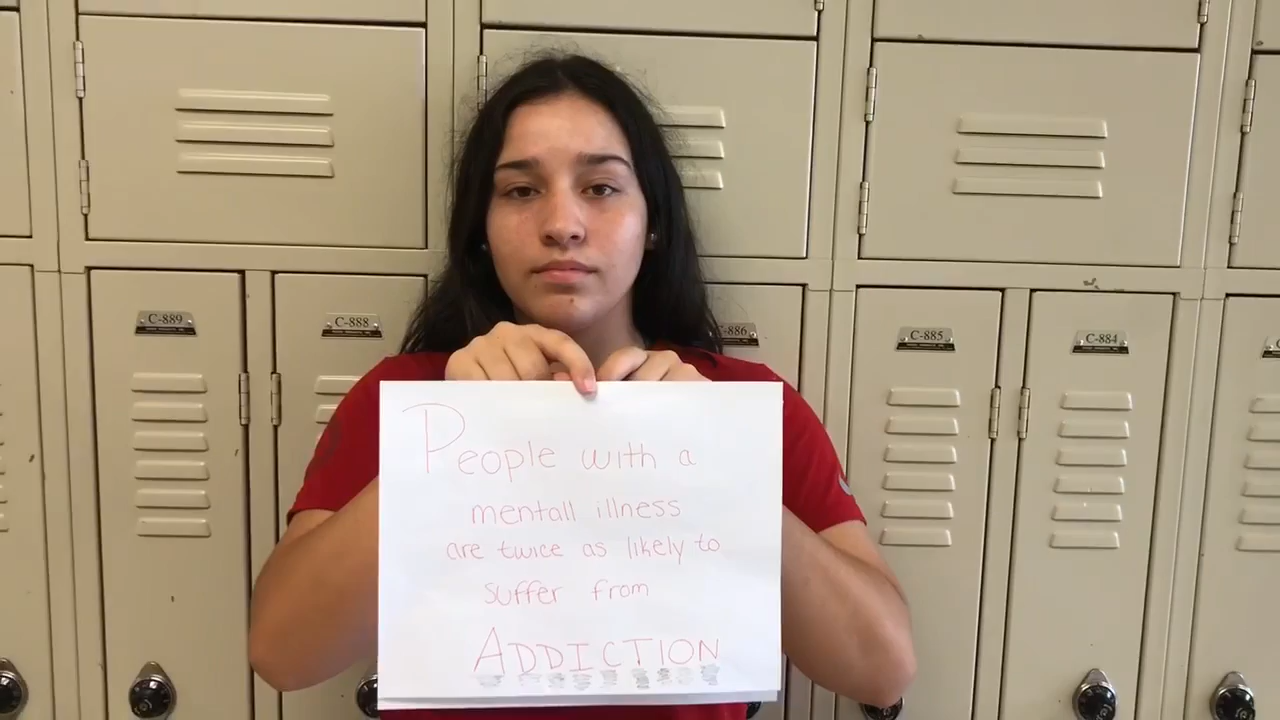 C-889
C-888
886
C-885
C-884
People with a
mentall illness
are twice as likely to
suffer from
ADDICTION